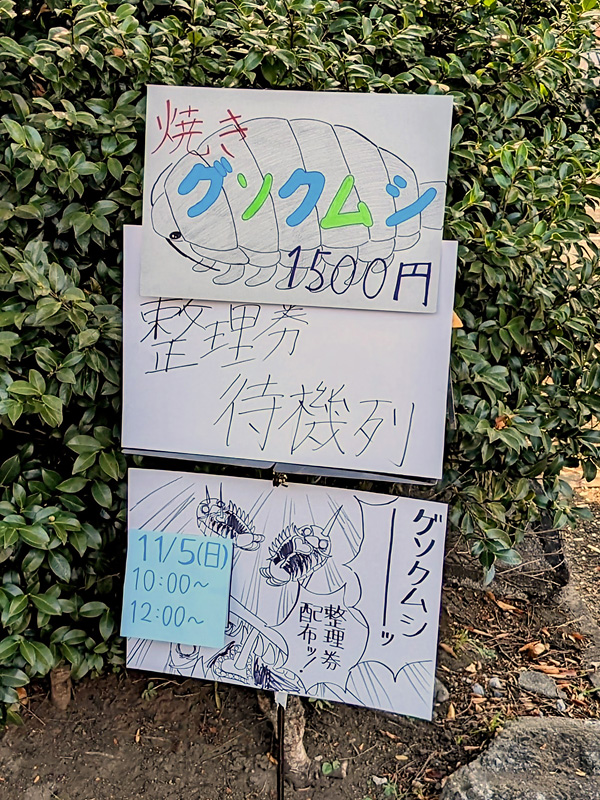 焼き
グソクムシ
1500円
整理券
待機列
グソクムシーッ
整理券
配布ッ!
11/5(日)
10:00～
12:00～